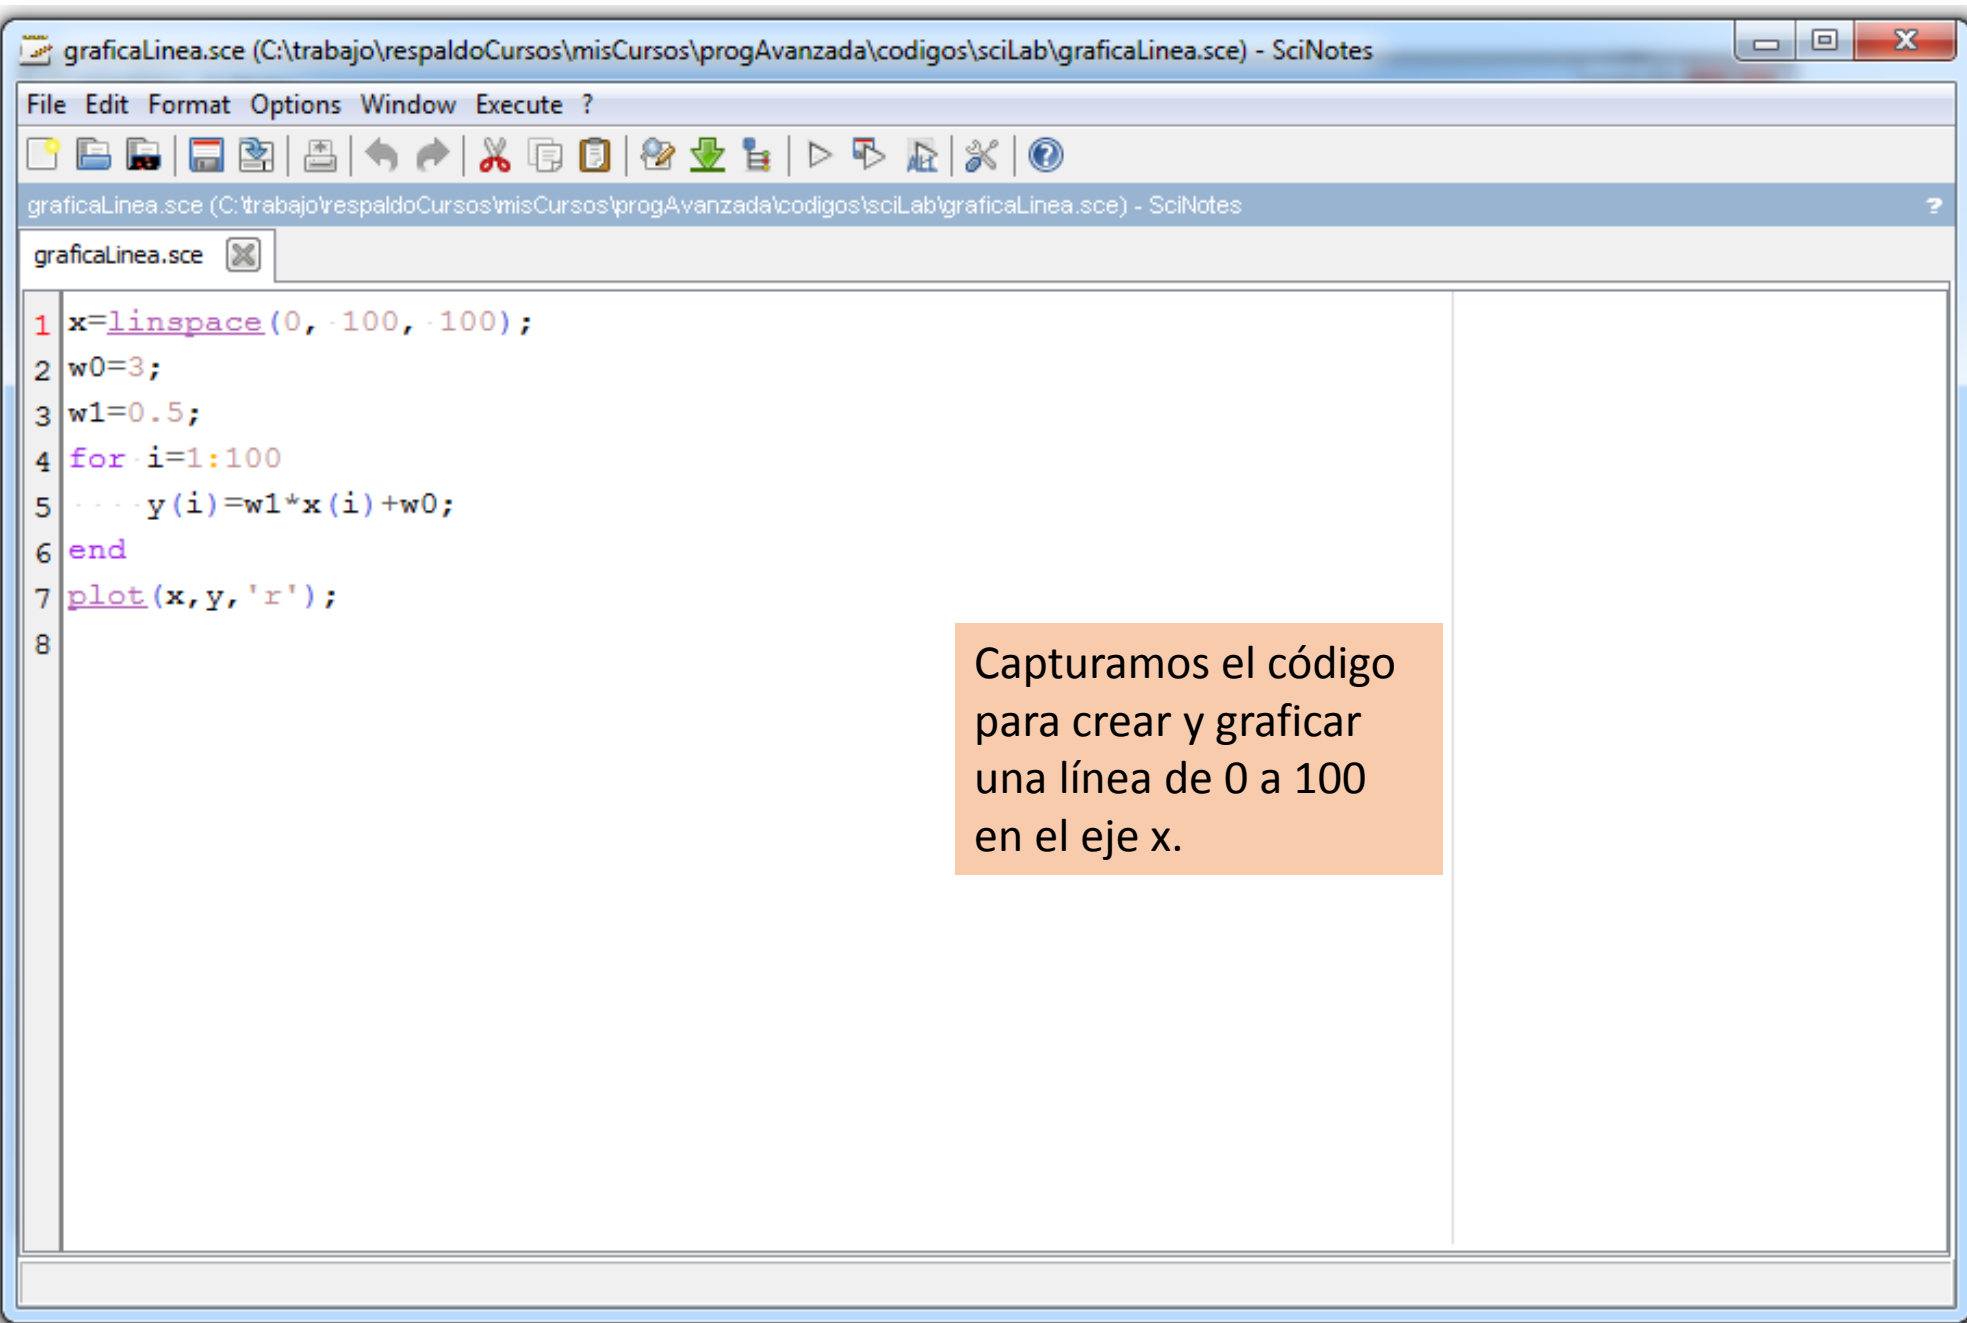 graficaLinea.sce (C:\trabajo\respaldoCursos\misCursos\progAvanzada\codigos\sciLab\graficaLinea.sce) - SciNotes
File Edit Format Options Window Execute ?
ALL
graficaLinea.sce (C:\trabajo\respaldoCursos\misCursos\progAvanzada\codigos\sciLab\graficaLinea.sce) - SciNotes ?
graficaLinea.sce
1 x=linspace(0, 100, 100);
2 w0=3;
3 w1=0.5;
4 for i=1:100
5     y(i)=w1*x(i)+w0;
6 end
7 plot(x,y,'r');
8
Capturamos el código
para crear y graficar
una línea de 0 a 100
en el eje x.